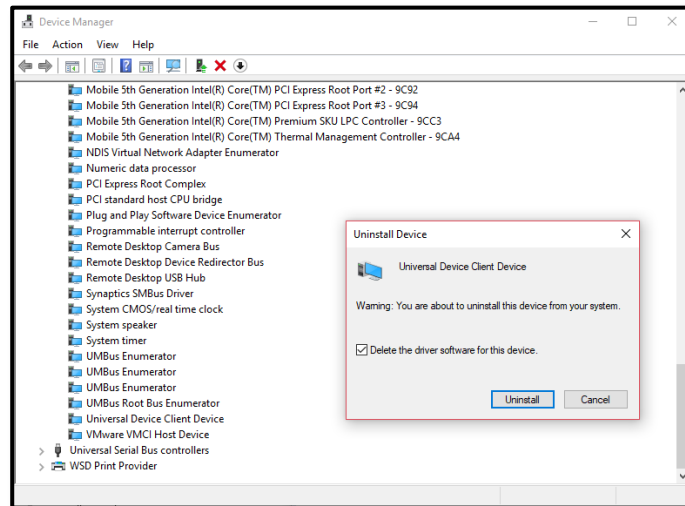 Device Manager
File Action View Help
Mobile 5th Generation Intel(R) Core(TM) PCI Express Root Port #2 - 9C92
Mobile 5th Generation Intel(R) Core(TM) PCI Express Root Port #3 - 9C94
Mobile 5th Generation Intel(R) Core(TM) Premium SKU LPC Controller - 9CC3
Mobile 5th Generation Intel(R) Core(TM) Thermal Management Controller - 9CA4
NDIS Virtual Network Adapter Enumerator
Numeric data processor
PCI Express Root Complex
PCI standard host CPU bridge
Plug and Play Software Device Enumerator
Programmable interrupt controller
Remote Desktop Camera Bus
Remote Desktop Device Redirector Bus
Remote Desktop USB Hub
Synaptics SMBus Driver
System CMOS/real time clock
System speaker
System timer
UMBus Enumerator
UMBus Enumerator
UMBus Enumerator
UMBus Root Bus Enumerator
Universal Device Client Device
VMware VMCI Host Device
Universal Serial Bus controllers
WSD Print Provider
Uninstall Device
Universal Device Client Device
Warning: You are about to uninstall this device from your system.
Delete the driver software for this device.
Uninstall Cancel